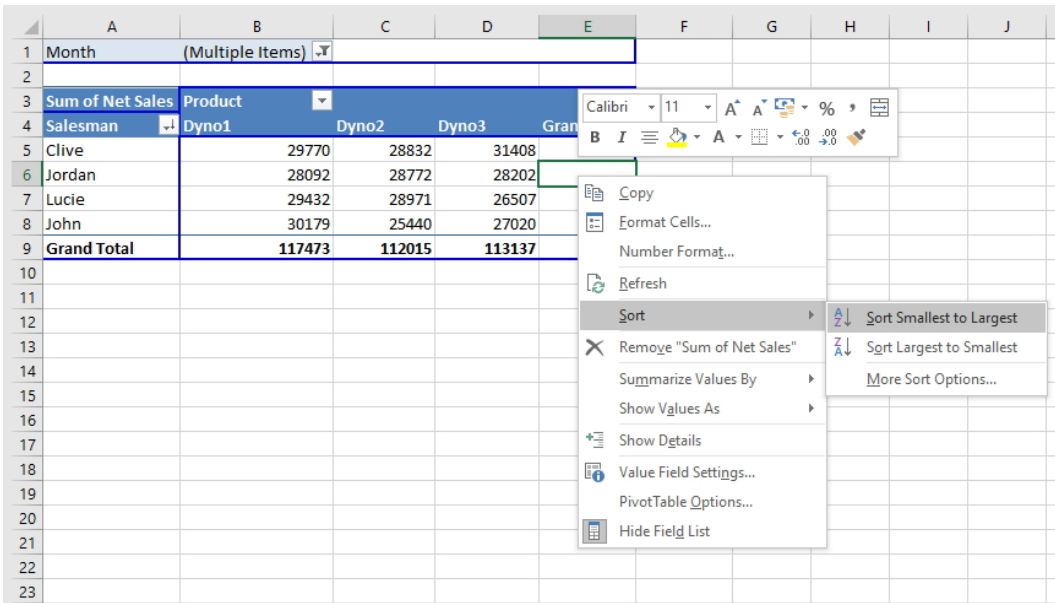 A B C D E F G H I J
1 Month (Multiple Items)
2
3 Sum of Net Sales Product
4 Salesman Dyno1 Dyno2 Dyno3 Gran
5 Clive 29770 28832 31408
6 Jordan 28092 28772 28202
7 Lucie 29432 28971 26507
8 John 30179 25440 27020
9 Grand Total 117473 112015 113137
10
11
12
13
14
15
16
17
18
19
20
21
22
23
Calibri 11 A A % ,
B I A .00 .00
Copy
Format Cells...
Number Format...
Refresh
Sort
Remove "Sum of Net Sales"
Summarize Values By
Show Values As
Show Details
Value Field Settings...
PivotTable Options...
Hide Field List
Sort Smallest to Largest
Sort Largest to Smallest
More Sort Options...